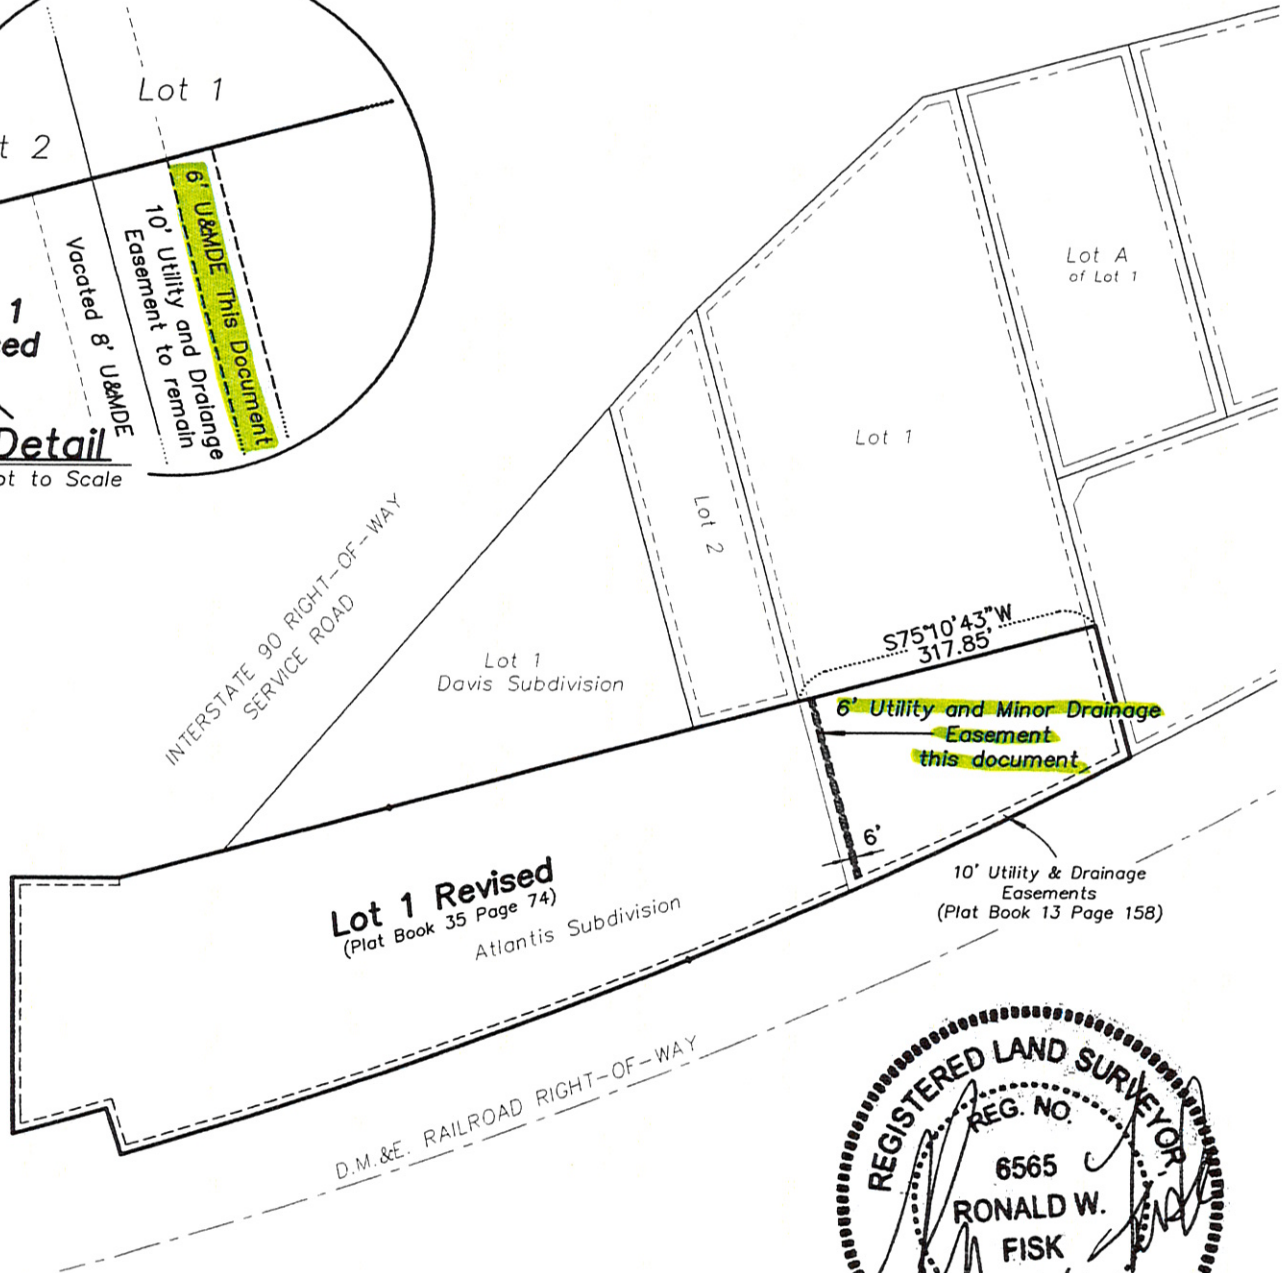 Lot 1
t 2
6' U&MDE This Document
10' Utility and Draiange
Easement to remain
Vacated 8' U&MDE
1
ed
Detail
ot to Scale
INTERSTATE 90 RIGHT-OF-WAY
SERVICE ROAD
Lot A
of Lot 1
Lot 1
Lot 2
S75°10'43"W
317.85'
Lot 1
Davis Subdivision
6' Utility and Minor Drainage
Easement
this document
6'
10' Utility & Drainage
Easements
(Plat Book 13 Page 158)
Lot 1 Revised
(Plat Book 35 Page 74)
Atlantis Subdivision
D.M.&E. RAILROAD RIGHT-OF-WAY
REGISTERED LAND SURVEYOR
REG. NO.
6565
RONALD W.
FISK